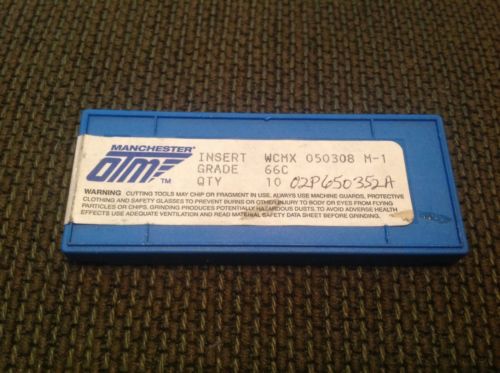 MANCHESTER
OTM TM
INSERT WCMX 050308 M-1
GRADE 66C
QTY 10 02P650352A
WARNING CUTTING TOOLS MAY CHIP OR FRAGMENT IN USE. ALWAYS USE MACHINE GUARDS, PROTECTIVE
CLOTHING AND SAFETY GLASSES TO PREVENT BURNS OR OTHER INJURY TO BODY OR EYES FROM FLYING
PARTICLES OR CHIPS. GRINDING PRODUCES POTENTIALLY HAZARDOUS DUSTS. TO AVOID ADVERSE HEALTH
EFFECTS USE ADEQUATE VENTILATION AND READ MATERIAL SAFETY DATA SHEET BEFORE GRINDING.